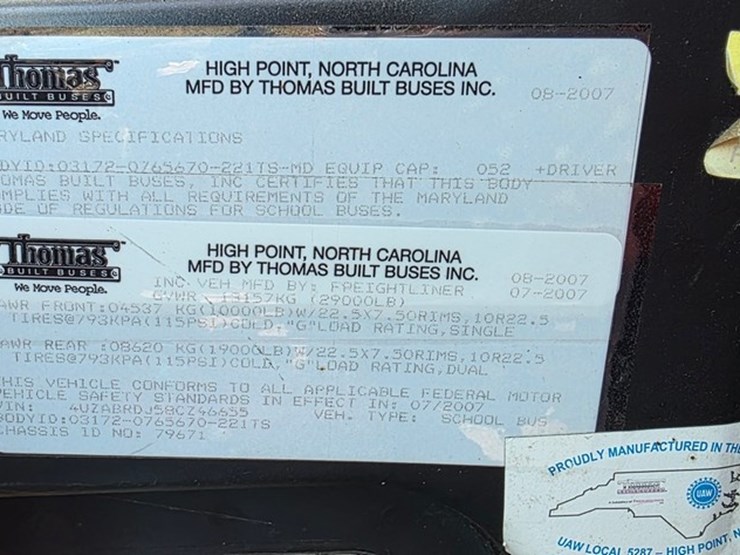 Thomas
BUILT BUSES
We Move People.
HIGH POINT, NORTH CAROLINA
MFD BY THOMAS BUILT BUSES INC.
08-2007
RYLAND SPECIFICATIONS
DYID:03172-0765670-221TS-MD EQUIP CAP: 052 +DRIVER
OMAS BUILT BUSES, INC CERTIFIES THAT THIS BODY
MPLIES WITH ALL REQUIREMENTS OF THE MARYLAND
DE OF REGULATIONS FOR SCHOOL BUSES.
Thomas
BUILT BUSES
We Move People.
HIGH POINT, NORTH CAROLINA
MFD BY THOMAS BUILT BUSES INC.
08-2007
INC VEH MFD BY: FREIGHTLINER 07-2007
GVWR 13157KG (29000LB)
AWR FRONT:04537 KG(10000LB)W/22.5X7.50RIMS,10R22.5
TIRES@793KPA(115PSI)COLD,"G"LOAD RATING,SINGLE
AWR REAR :08620 KG(19000LB)W/22.5X7.50RIMS,10R22.5
TIRES@793KPA(115PSI)COLD,"G"LOAD RATING,DUAL
HIS VEHICLE CONFORMS TO ALL APPLICABLE FEDERAL MOTOR
EHICLE SAFETY STANDARDS IN EFFECT IN: 07/2007
VIN: 4UZABRDJ58CZ46655 VEH. TYPE: SCHOOL BUS
BODYID:03172-0765670-221TS
CHASSIS ID NO: 79671
PROUDLY MANUFACTURED IN THE
UAW
UAW LOCAL 5287 – HIGH POINT, N